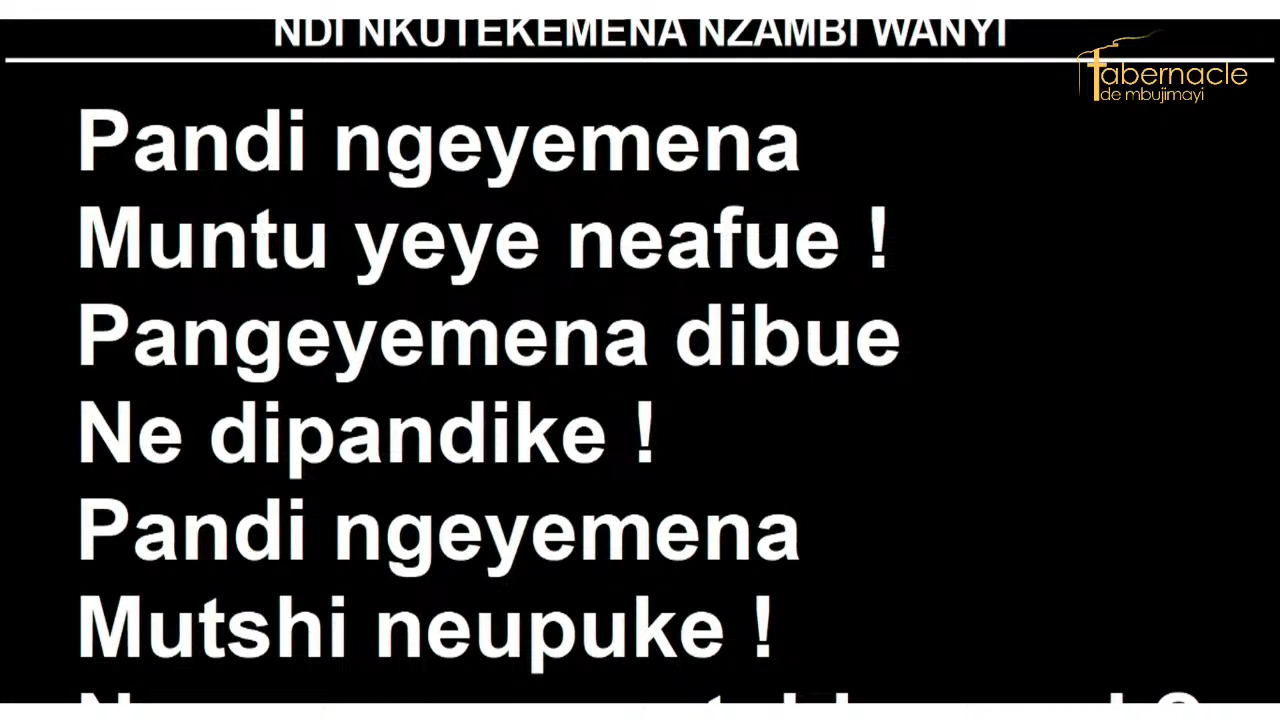 NDI NKUTEKEMENA NZAMBI WANYI
tabernacle
de mbujimayi
Pandi ngeyemena
Muntu yeye neafue !
Pangeyemena dibue
Ne dipandike !
Pandi ngeyemena
Mutshi neupuke !